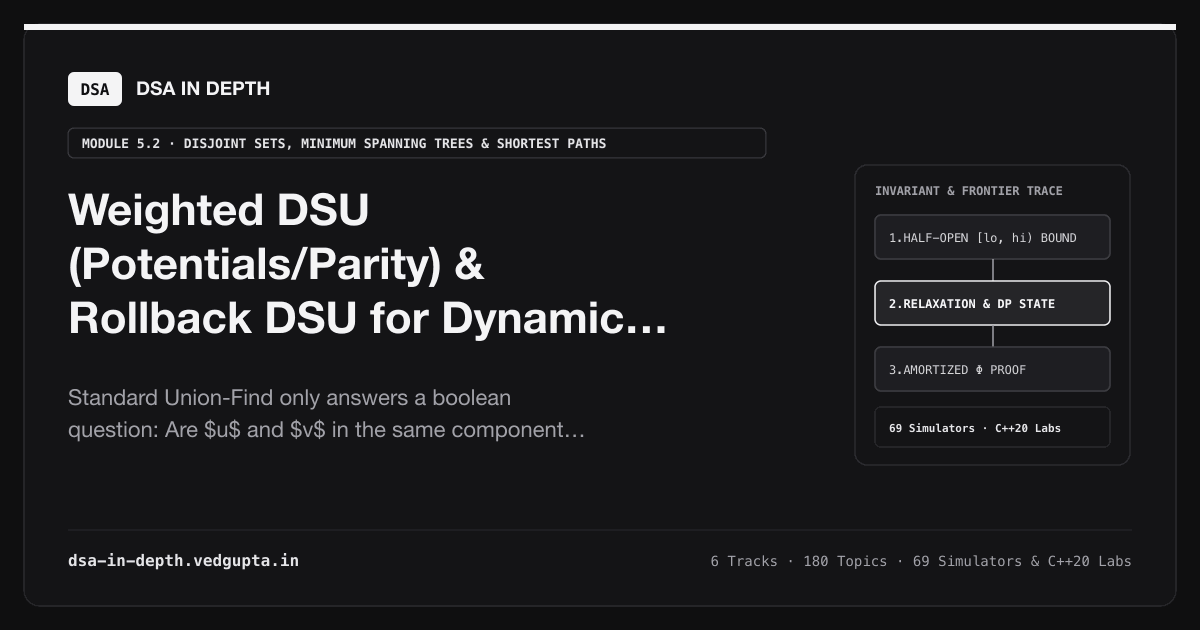 DSA
DSA IN DEPTH
MODULE 5.2 · DISJOINT SETS, MINIMUM SPANNING TREES & SHORTEST PATHS
Weighted DSU
(Potentials/Parity) &
Rollback DSU for Dynamic…
Standard Union-Find only answers a boolean
question: Are $u$ and $v$ in the same component…
INVARIANT & FRONTIER TRACE
1.HALF-OPEN [lo, hi) BOUND
2.RELAXATION & DP STATE
3.AMORTIZED Φ PROOF
69 Simulators · C++20 Labs
dsa-in-depth.vedgupta.in
6 Tracks · 180 Topics · 69 Simulators & C++20 Labs